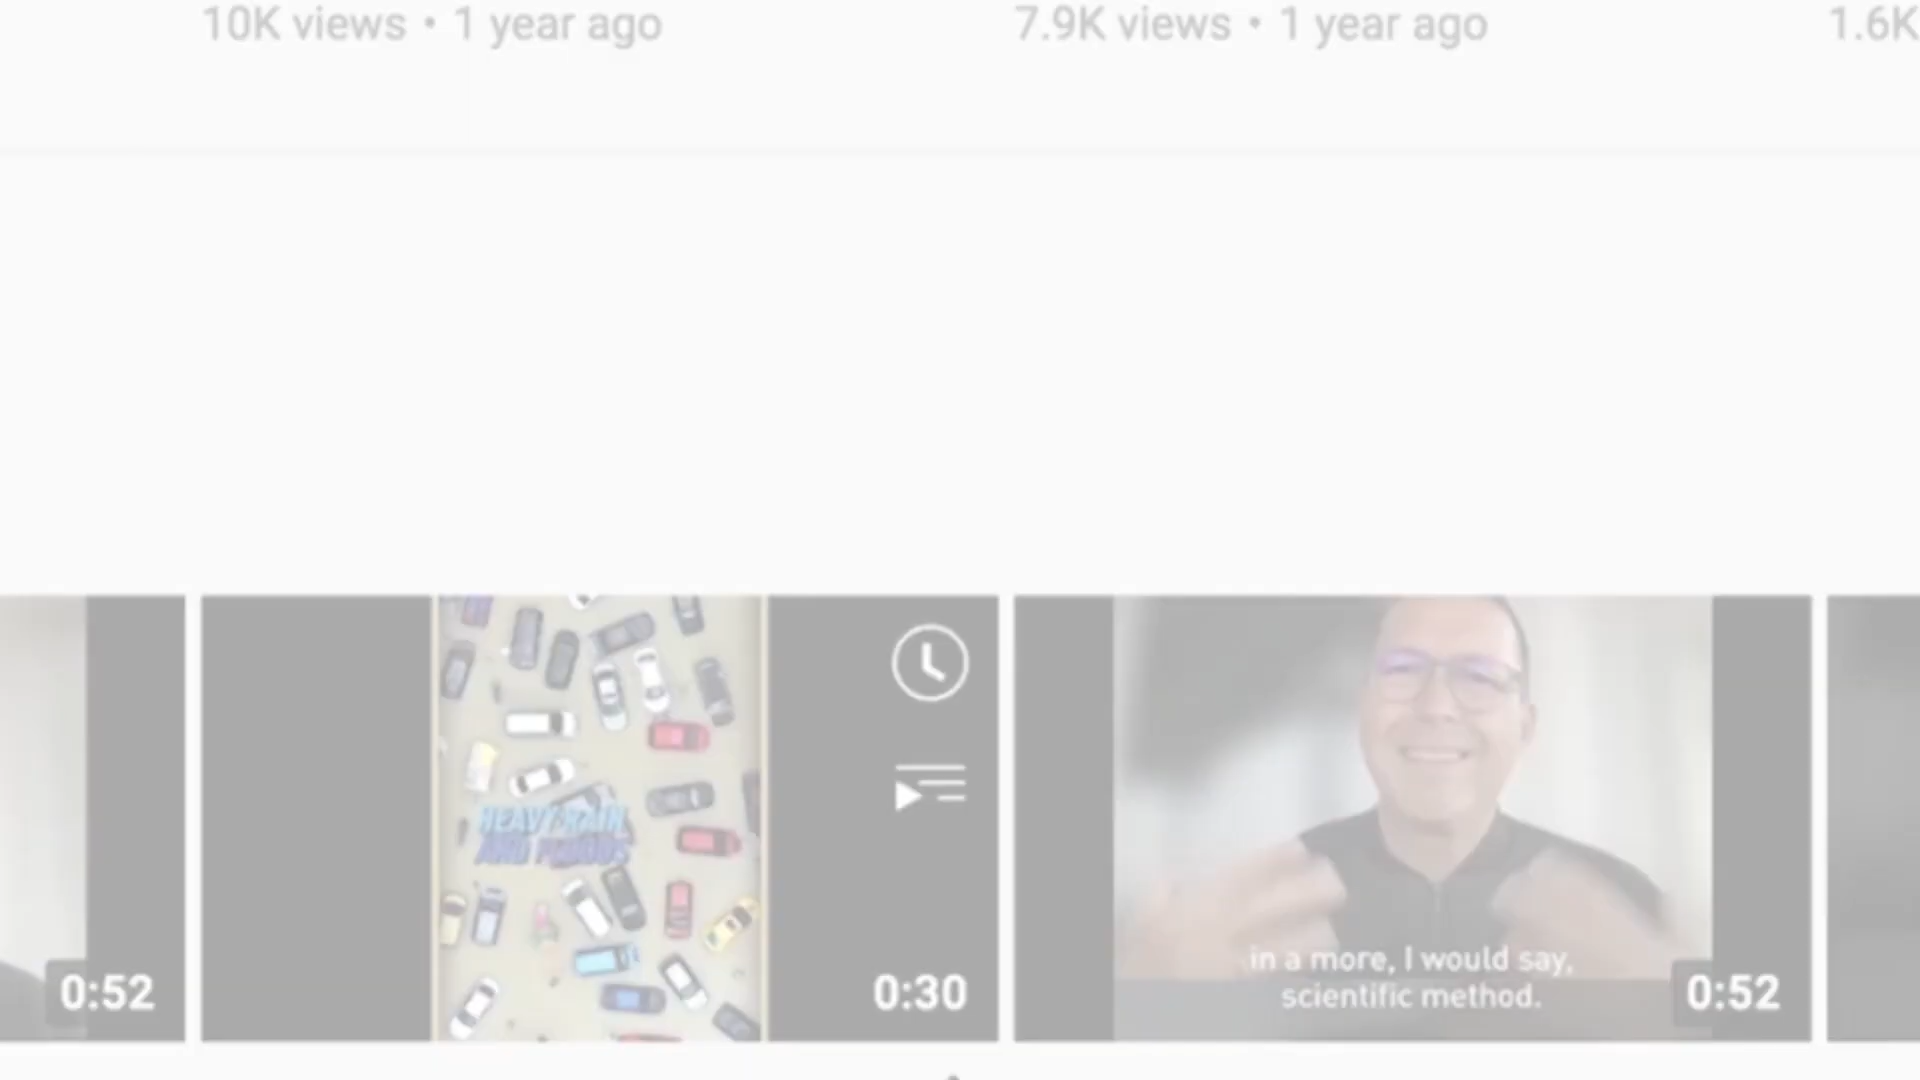 10K views • 1 year ago
7.9K views • 1 year ago
1.6K
HEAVY RAIN
AND FLOODS
0:52
0:30
in a more, I would say,
scientific method.
0:52